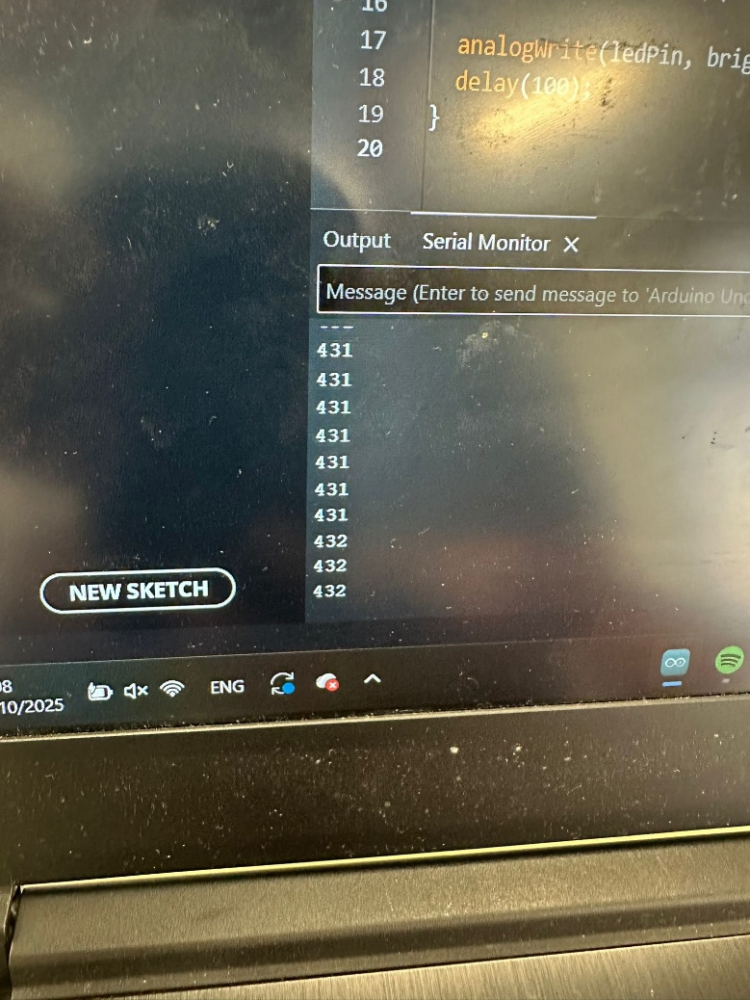 16
17 analogWrite(ledPin, brig
18 delay(100);
19 }
20
Output Serial Monitor X
Message (Enter to send message to 'Arduino Uno
---
431
431
431
431
431
431
431
432
432
432
NEW SKETCH
08
ENG
10/2025